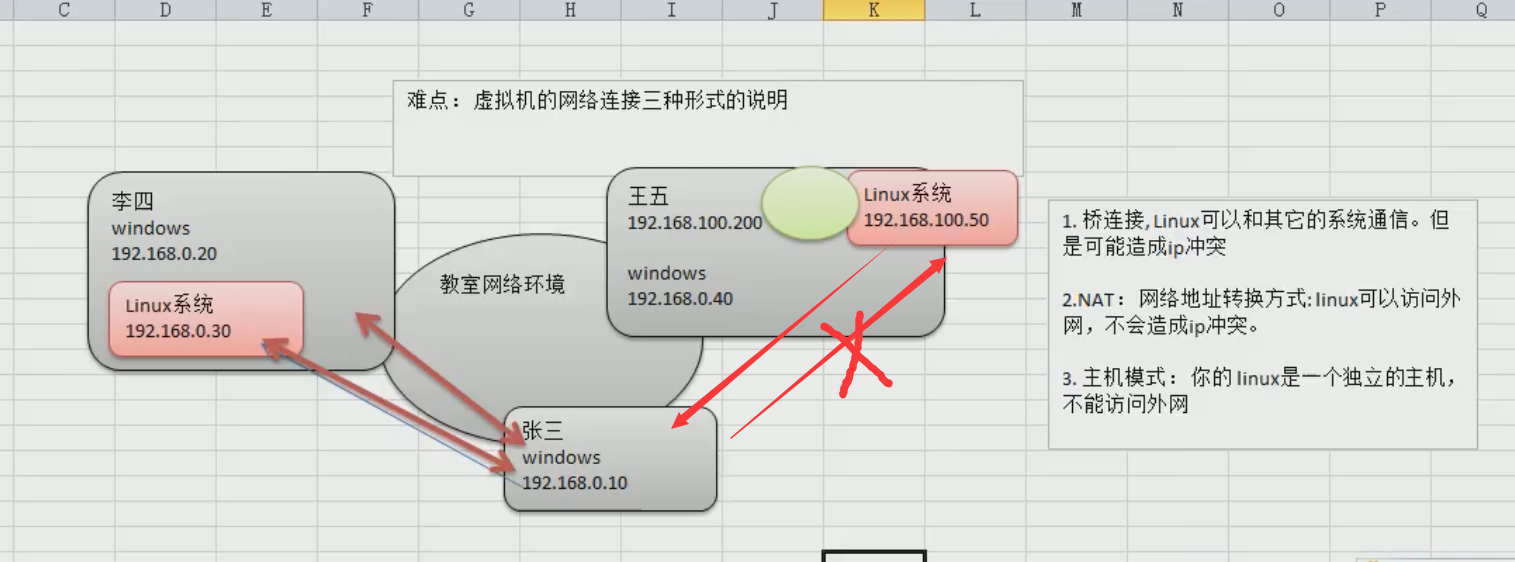 C D E F G H I J K L M N O P Q
难点：虚拟机的网络连接三种形式的说明
李四
windows
192.168.0.20
Linux系统
192.168.0.30
教室网络环境
王五
192.168.100.200
windows
192.168.0.40
Linux系统
192.168.100.50
张三
windows
192.168.0.10
1. 桥连接,Linux可以和其它的系统通信。但
是可能造成ip冲突
2.NAT：网络地址转换方式:linux可以访问外
网，不会造成ip冲突。
3. 主机模式：你的linux是一个独立的主机，
不能访问外网